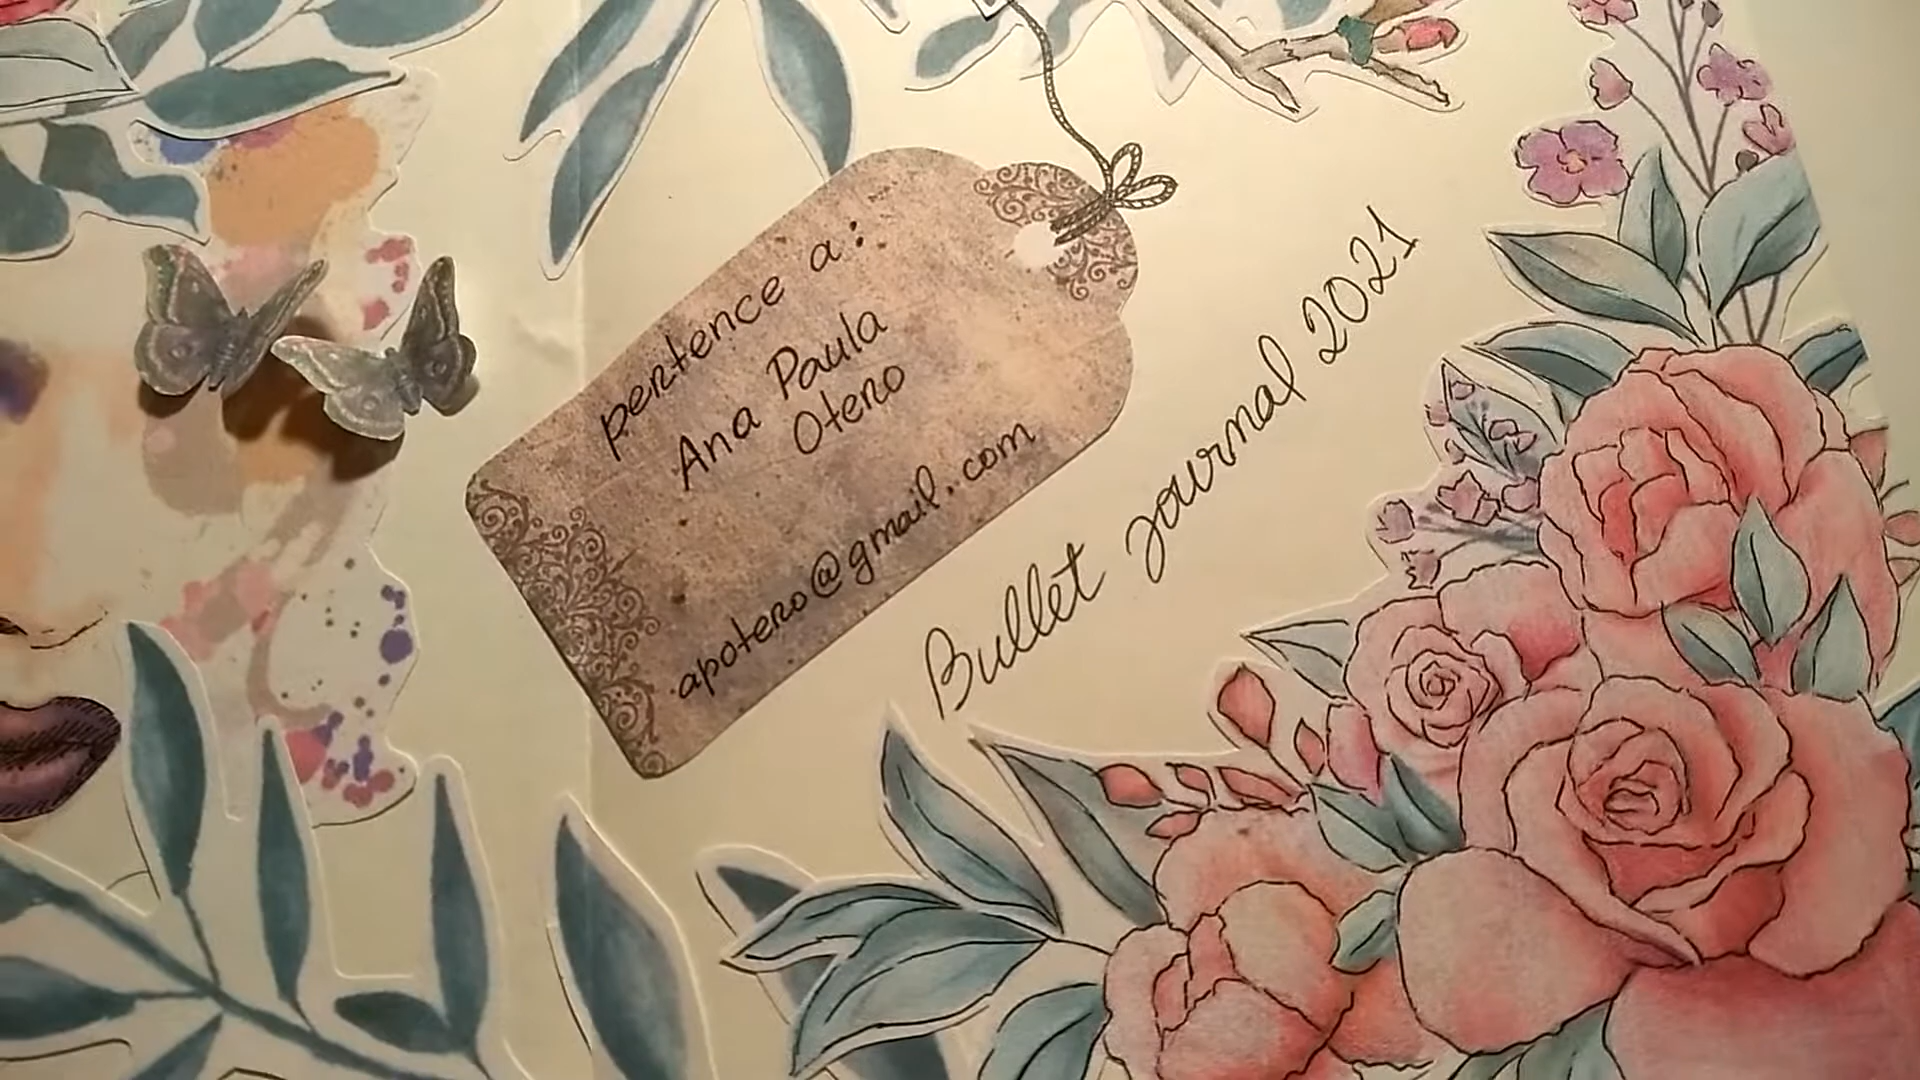 pertence a:
Ana Paula
Otero
apotero@gmail.com
Bullet Journal 2021